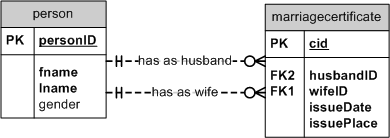 person
PK personID
fname
lname
gender
has as husband
has as wife
marriagecertificate
PK cid
FK2 husbandID
FK1 wifeID
issueDate
issuePlace